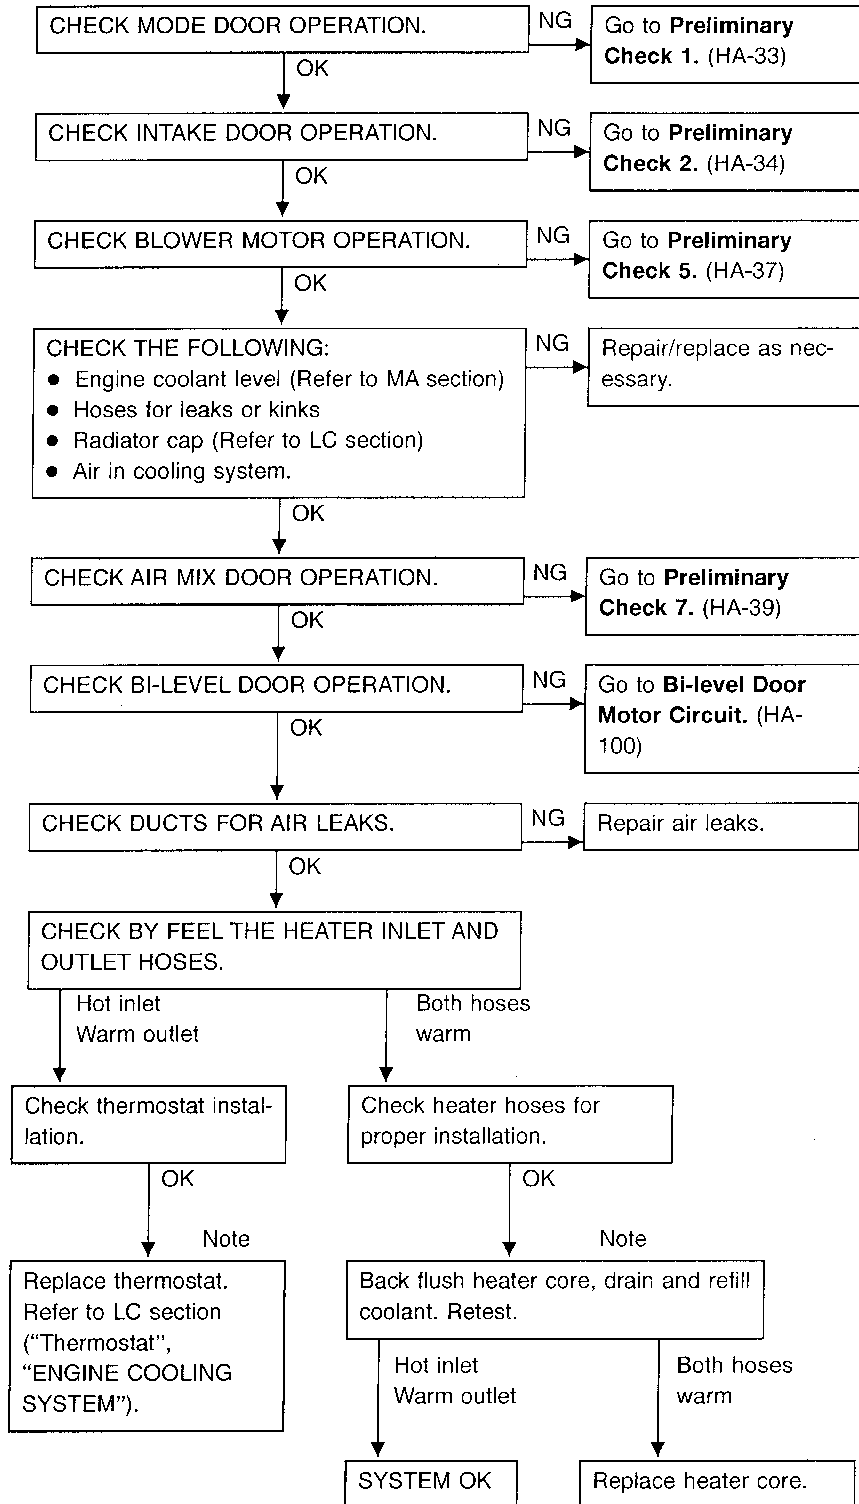 CHECK MODE DOOR OPERATION.
NG
Go to Preliminary
Check 1. (HA-33)
OK
CHECK INTAKE DOOR OPERATION.
NG
Go to Preliminary
Check 2. (HA-34)
OK
CHECK BLOWER MOTOR OPERATION.
NG
Go to Preliminary
Check 5. (HA-37)
OK
CHECK THE FOLLOWING:
● Engine coolant level (Refer to MA section)
● Hoses for leaks or kinks
● Radiator cap (Refer to LC section)
● Air in cooling system.
NG
Repair/replace as nec-
essary.
OK
CHECK AIR MIX DOOR OPERATION.
NG
Go to Preliminary
Check 7. (HA-39)
OK
CHECK BI-LEVEL DOOR OPERATION.
NG
Go to Bi-level Door
Motor Circuit. (HA-
100)
OK
CHECK DUCTS FOR AIR LEAKS.
NG
Repair air leaks.
OK
CHECK BY FEEL THE HEATER INLET AND
OUTLET HOSES.
Hot inlet
Warm outlet
Both hoses
warm
Check thermostat instal-
lation.
Check heater hoses for
proper installation.
OK
OK
Note
Note
Replace thermostat.
Refer to LC section
(“Thermostat”,
“ENGINE COOLING
SYSTEM”).
Back flush heater core, drain and refill
coolant. Retest.
Hot inlet
Warm outlet
Both hoses
warm
SYSTEM OK
Replace heater core.